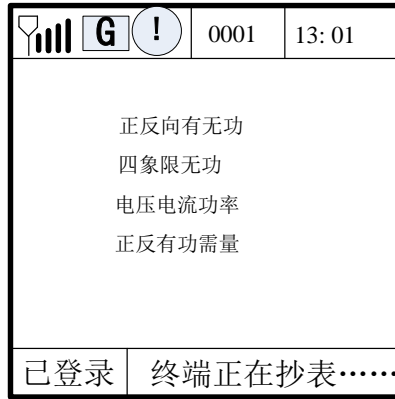 G ! 0001 13: 01
正反向有无功
四象限无功
电压电流功率
正反有功需量
已登录 终端正在抄表……